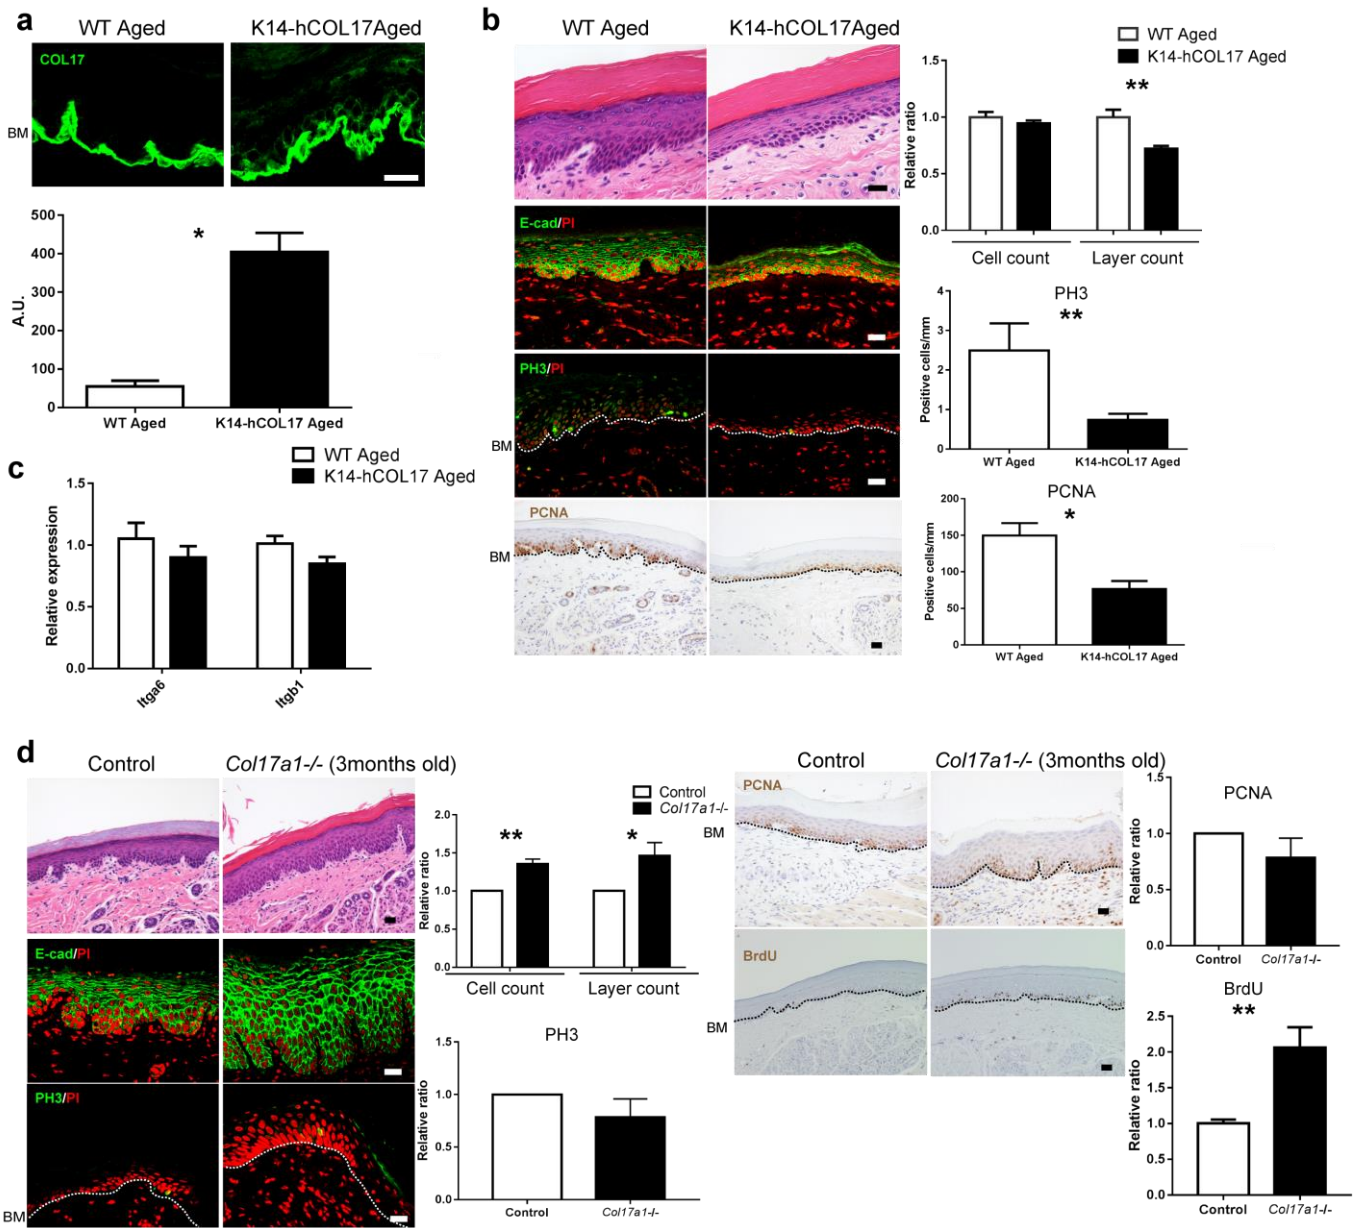 a
WT Aged
K14-hCOL17Aged
COL17
BM
500
400
300
200
100
0
A.U.
*
WT Aged
K14-hCOL17 Aged
b
WT Aged
K14-hCOL17Aged
E-cad/PI
PH3/PI
BM
PCNA
BM
WT Aged
K14-hCOL17 Aged
1.5
1.0
0.5
0.0
Relative ratio
**
Cell count
Layer count
PH3
**
4
3
2
1
0
Positive cells/mm
WT Aged
K14-hCOL17 Aged
PCNA
*
200
150
100
50
0
Positive cells/mm
WT Aged
K14-hCOL17 Aged
c
WT Aged
K14-hCOL17 Aged
1.5
1.0
0.5
0.0
Relative expression
Itga6
Itgb1
d
Control
Col17a1-/- (3months old)
E-cad/PI
PH3/PI
BM
Control
Col17a1-/-
2.0
1.5
1.0
0.5
0.0
Relative ratio
**
*
Cell count
Layer count
PH3
1.5
1.0
0.5
0.0
Relative ratio
Control
Col17a1-/-
Control
Col17a1-/- (3months old)
PCNA
BM
BrdU
BM
PCNA
1.5
1.0
0.5
0.0
Relative ratio
Control
Col17a1-/-
BrdU
**
2.5
2.0
1.5
1.0
0.5
0.0
Relative ratio
Control
Col17a1-/-